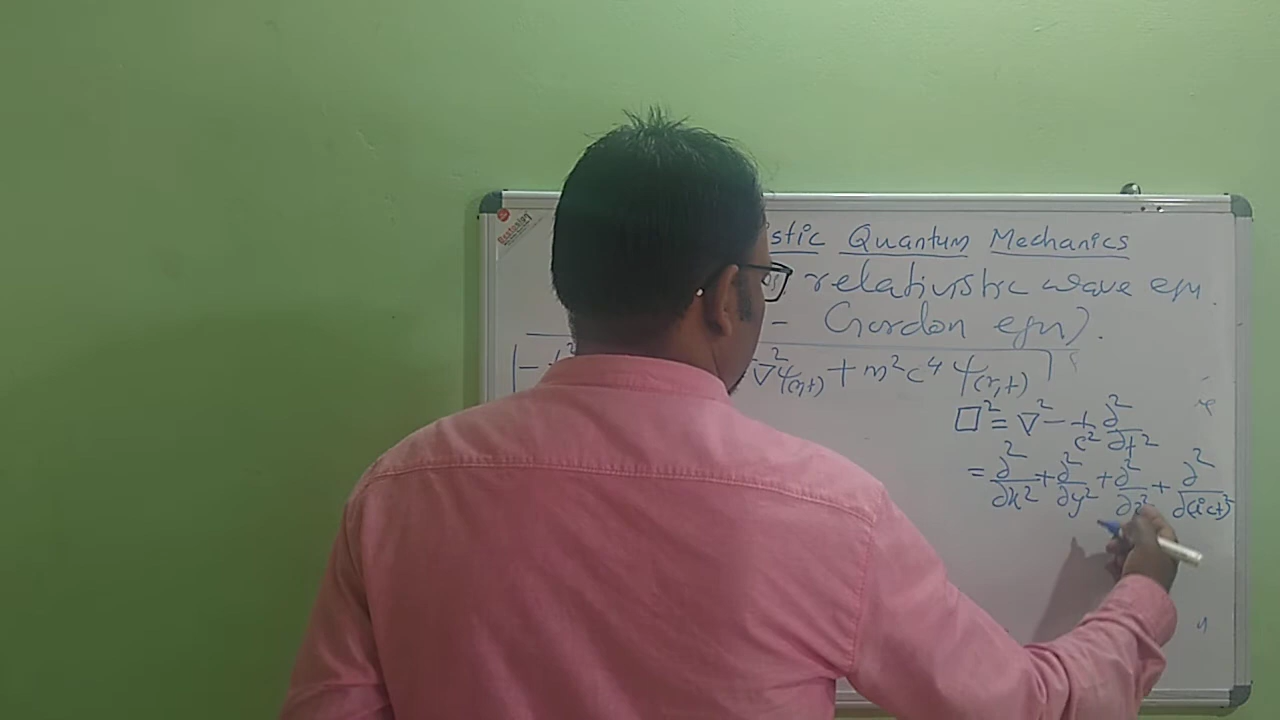 stic Quantum Mechanics
relativistic wave eqn.
- Gordon eqn).
∇²ψ(r,t) + m²c⁴ ψ(r,t)
□² = ∇² - 1/c² ∂²/∂t²
= ∂²/∂x² + ∂²/∂y² + ∂²/∂z² + ∂²/∂(ict)²